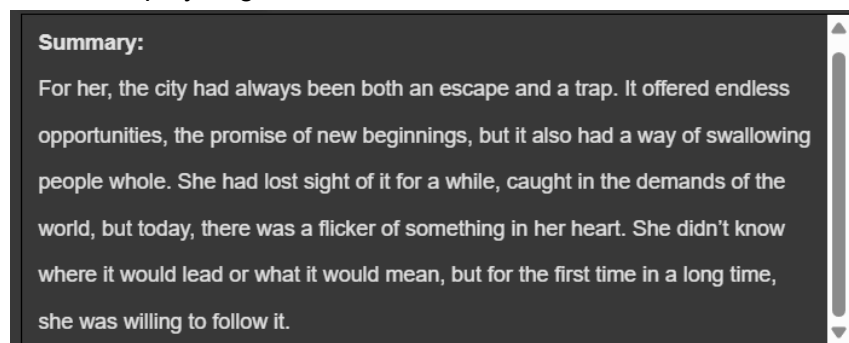 Summary:
For her, the city had always been both an escape and a trap. It offered endless
opportunities, the promise of new beginnings, but it also had a way of swallowing
people whole. She had lost sight of it for a while, caught in the demands of the
world, but today, there was a flicker of something in her heart. She didn’t know
where it would lead or what it would mean, but for the first time in a long time,
she was willing to follow it.